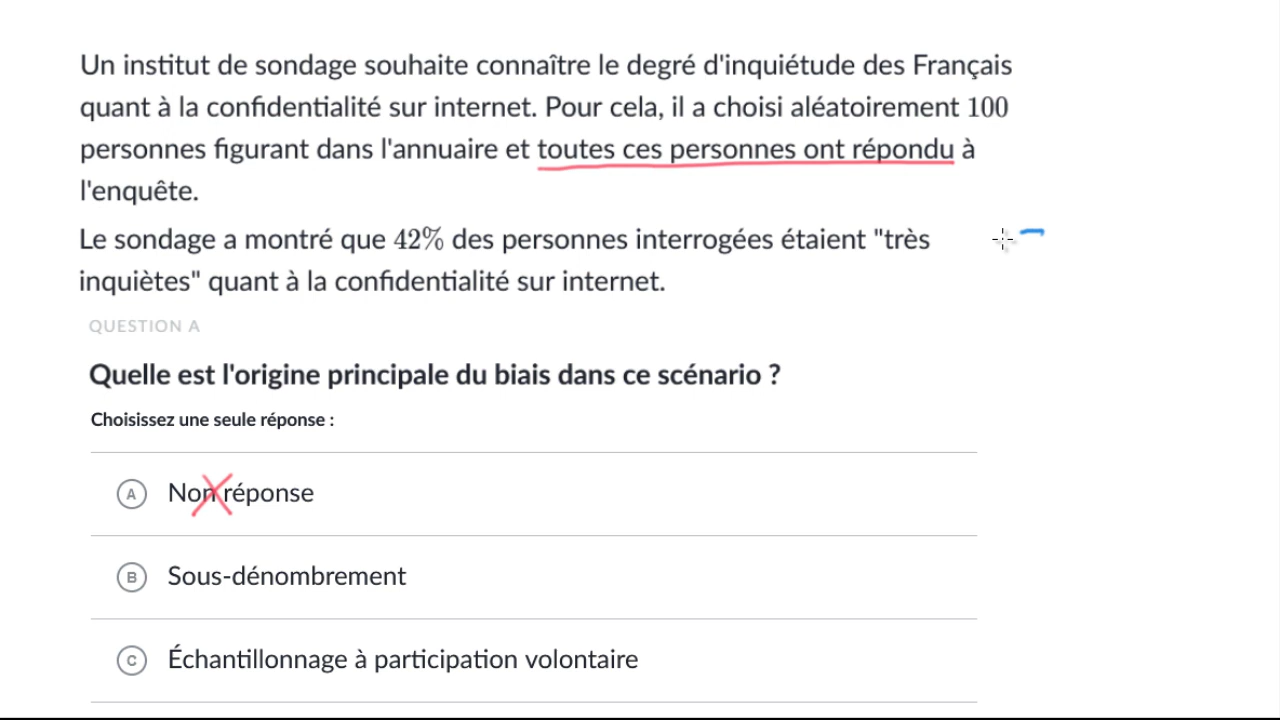 Un institut de sondage souhaite connaître le degré d'inquiétude des Français
quant à la confidentialité sur internet. Pour cela, il a choisi aléatoirement 100
personnes figurant dans l'annuaire et toutes ces personnes ont répondu à
l'enquête.
Le sondage a montré que 42% des personnes interrogées étaient "très
inquiètes" quant à la confidentialité sur internet.
QUESTION A
Quelle est l'origine principale du biais dans ce scénario ?
Choisissez une seule réponse :
A Non réponse
B Sous-dénombrement
C Échantillonnage à participation volontaire